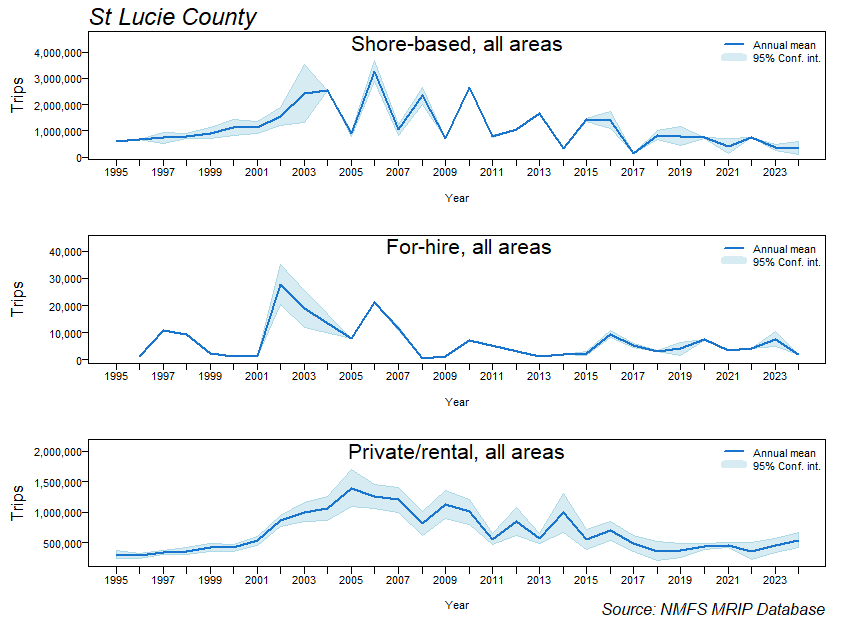 St Lucie County
Shore-based, all areas
Annual mean
95% Conf. int.
Trips
4,000,000
3,000,000
2,000,000
1,000,000
0
1995 1997 1999 2001 2003 2005 2007 2009 2011 2013 2015 2017 2019 2021 2023
Year
For-hire, all areas
Annual mean
95% Conf. int.
Trips
40,000
30,000
20,000
10,000
0
1995 1997 1999 2001 2003 2005 2007 2009 2011 2013 2015 2017 2019 2021 2023
Year
Private/rental, all areas
Annual mean
95% Conf. int.
Trips
2,000,000
1,500,000
1,000,000
500,000
1995 1997 1999 2001 2003 2005 2007 2009 2011 2013 2015 2017 2019 2021 2023
Year
Source: NMFS MRIP Database